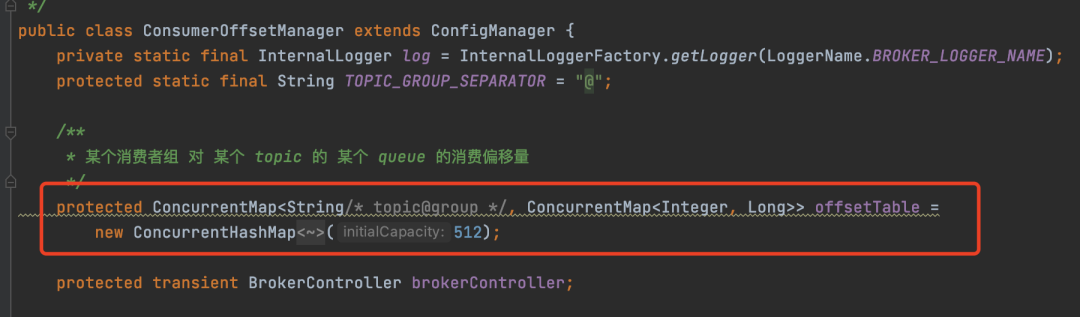 */
public class ConsumerOffsetManager extends ConfigManager {
private static final InternalLogger log = InternalLoggerFactory.getLogger(LoggerName.BROKER_LOGGER_NAME);
protected static final String TOPIC_GROUP_SEPARATOR = "@";
/**
* 某个消费者组 对 某个 topic 的 某个 queue 的消费偏移量
*/
protected ConcurrentMap<String/* topic@group */, ConcurrentMap<Integer, Long>> offsetTable =
new ConcurrentHashMap<~>( initialCapacity: 512);
protected transient BrokerController brokerController;